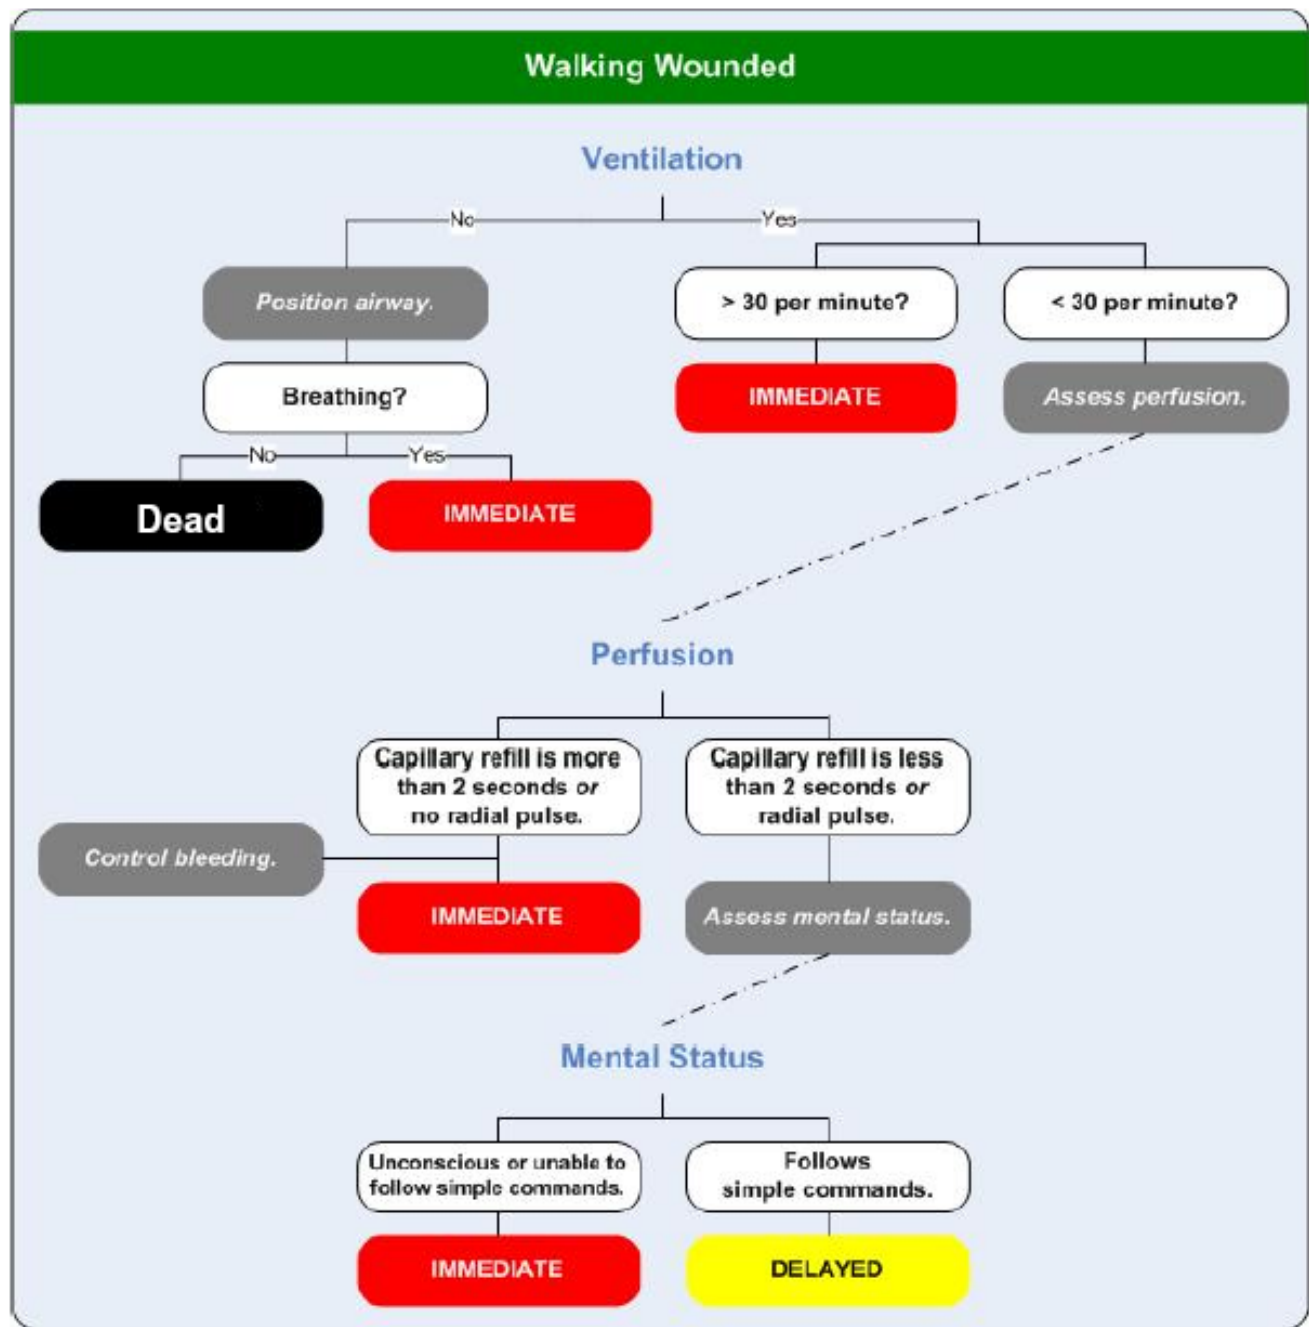 Walking Wounded
Ventilation
No
Yes
Position airway.
> 30 per minute?
< 30 per minute?
Breathing?
IMMEDIATE
Assess perfusion.
No
Yes
Dead
IMMEDIATE
Perfusion
Capillary refill is more
than 2 seconds or
no radial pulse.
Capillary refill is less
than 2 seconds or
radial pulse.
Control bleeding.
IMMEDIATE
Assess mental status.
Mental Status
Unconscious or unable to
follow simple commands.
Follows
simple commands.
IMMEDIATE
DELAYED